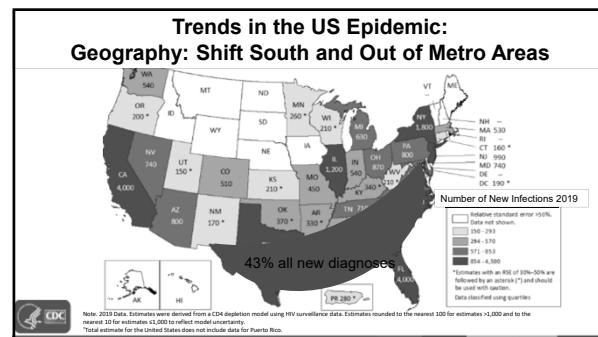 Trends in the US Epidemic:
Geography: Shift South and Out of Metro Areas
WA
540
OR
200 *
ID
MT
ND
SD
WY
NE
MN
260 *
WI
210 *
IA
MI
630
NY
1,800
VT
--
ME
--
NH --
MA 530
RI --
CT 160 *
NJ 990
MD 740
DE --
DC 190 *
NV
740
UT
150 *
CO
510
KS
210 *
MO
450
IL
1,200
IN
540
OH
870
PA
800
WV
210 *
KY 340 *
CA
4,000
AZ
800
NM
170 *
OK
370 *
AR
330 *
TN
43% all new diagnoses
FL
4,000
AK
HI
PR 280 *
Number of New Infections 2019
Relative standard error >50%.
Data not shown.
150 - 293
294 - 570
571 - 853
854 - 4,500
*Estimates with an RSE of 30%–50% are
followed by an asterisk (*) and should
be used with caution.
Data classified using quartiles
CDC
Note. 2019 Data. Estimates were derived from a CD4 depletion model using HIV surveillance data. Estimates rounded to the nearest 100 for estimates >1,000 and to the
nearest 10 for estimates ≤1,000 to reflect model uncertainty.
*Total estimate for the United States does not include data for Puerto Rico.